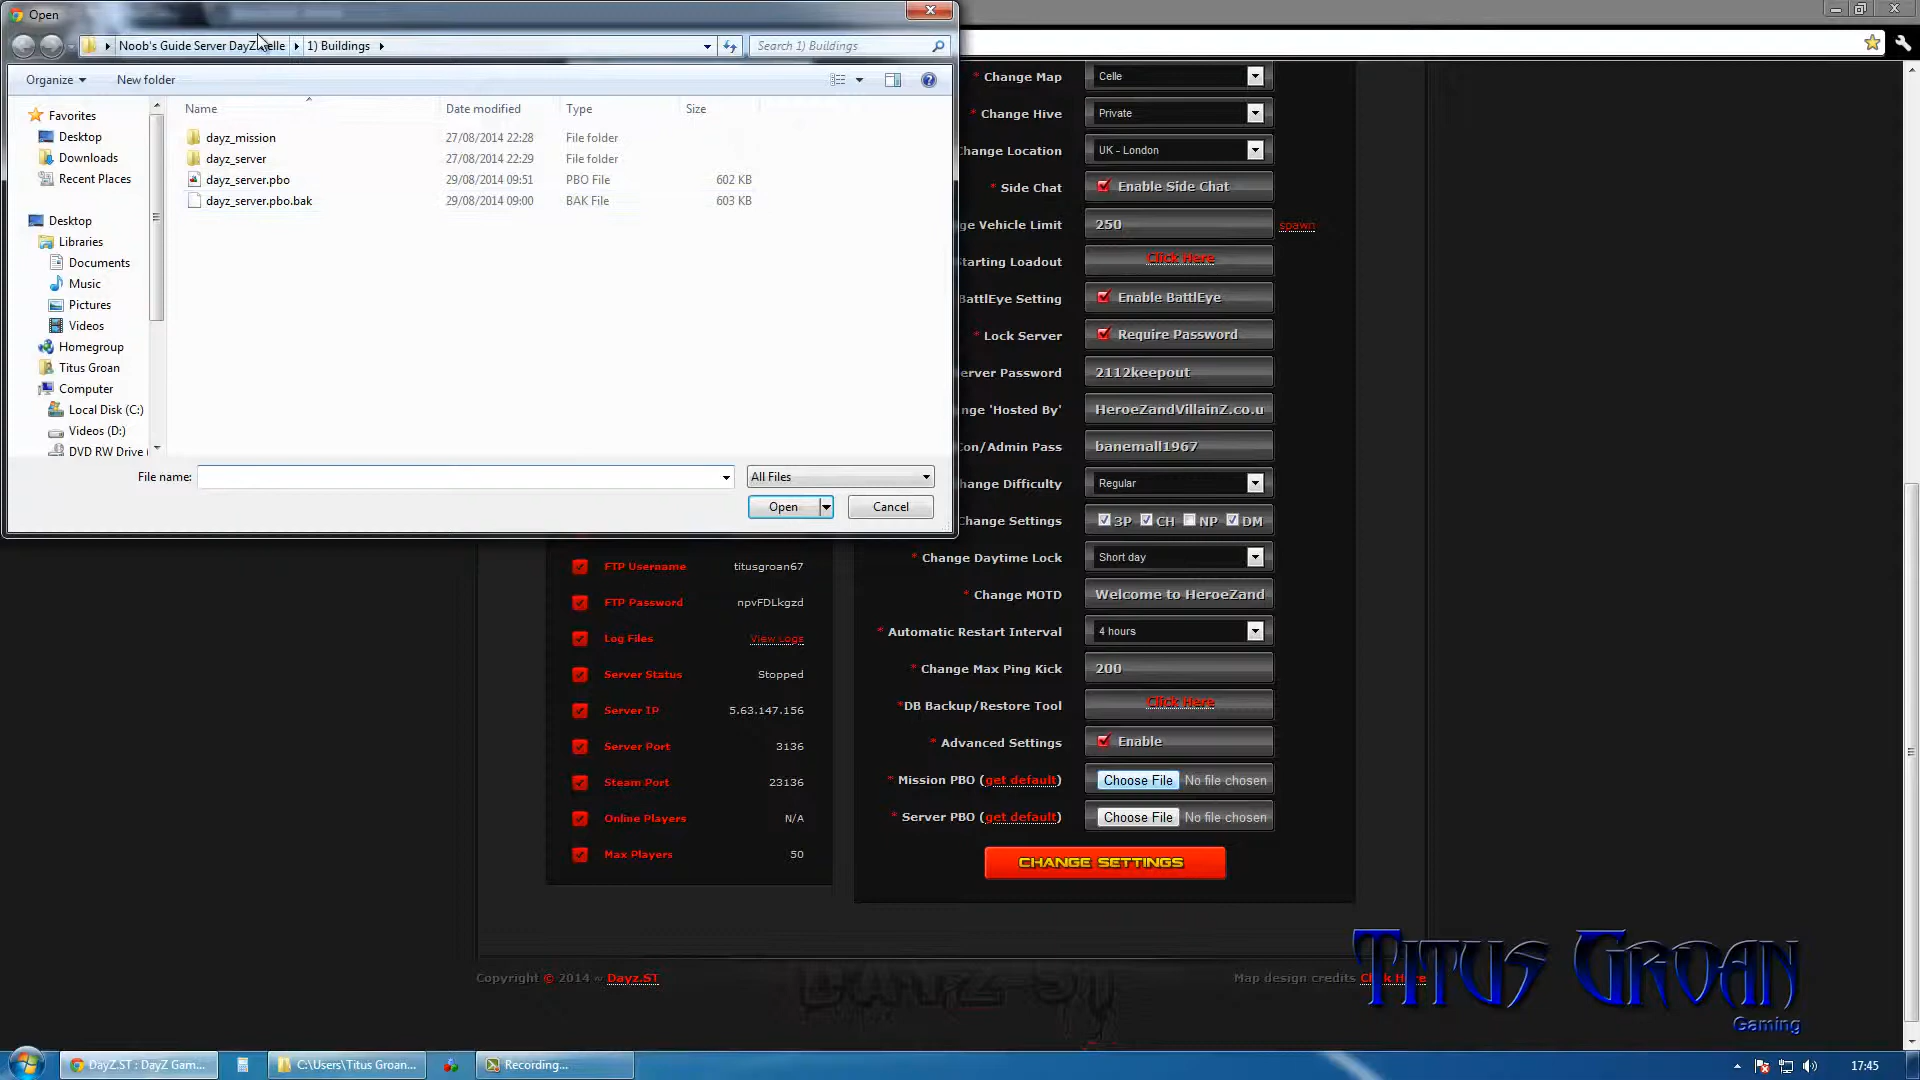 Open
Noob's Guide Server DayZ Celle
1) Buildings
Search 1) Buildings
Organize
New folder
Name
Date modified
Type
Size
Favorites
Desktop
Downloads
Recent Places
Desktop
Libraries
Documents
Music
Pictures
Videos
Homegroup
Titus Groan
Computer
Local Disk (C:)
Videos (D:)
DVD RW Drive
dayz_mission 27/08/2014 22:28 File folder
dayz_server 27/08/2014 22:29 File folder
dayz_server.pbo 29/08/2014 09:51 PBO File 602 KB
dayz_server.pbo.bak 29/08/2014 09:00 BAK File 603 KB
File name:
All Files
Open
Cancel
* Change Map Celle
* Change Hive Private
Change Location UK - London
* Side Chat Enable Side Chat
ge Vehicle Limit 250 spawn
Starting Loadout Click Here
BattlEye Setting Enable BattlEye
* Lock Server Require Password
erver Password 2112keepout
nge 'Hosted By' HeroeZandVillainZ.co.u
Con/Admin Pass banemall1967
hange Difficulty Regular
hange Settings 3P CH NP DM
* Change Daytime Lock Short day
* Change MOTD Welcome to HeroeZand
* Automatic Restart Interval 4 hours
* Change Max Ping Kick 200
*DB Backup/Restore Tool Click Here
* Advanced Settings Enable
* Mission PBO (get default) Choose File No file chosen
* Server PBO (get default) Choose File No file chosen
CHANGE SETTINGS
FTP Username titusgroan67
FTP Password npvFDLkgzd
Log Files View Logs
Server Status Stopped
Server IP 5.63.147.156
Server Port 3136
Steam Port 23136
Online Players N/A
Max Players 50
Copyright © 2014 ~ Dayz.ST
DAYZ-ST
Map design credits Click Here
Titus Groan
Gaming
DayZ.ST : DayZ Gam...
C:\Users\Titus Groan...
Recording...
17:45